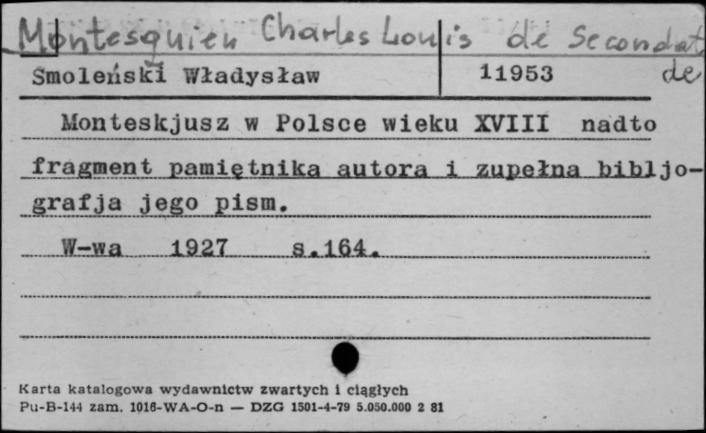 Montesquieu Charles Louis de Secondat
de
Smoleński Władysław 11953
Monteskjusz w Polsce wieku XVIII nadto
fragment pamiętnika autora i zupełna bibljo-
grafja jego pism.
W-wa 1927 s.164.
Karta katalogowa wydawnictw zwartych i ciągłych
Pu-B-144 zam. 1016-WA-O-n — DZG 1501-4-79 5.050.000 2 81